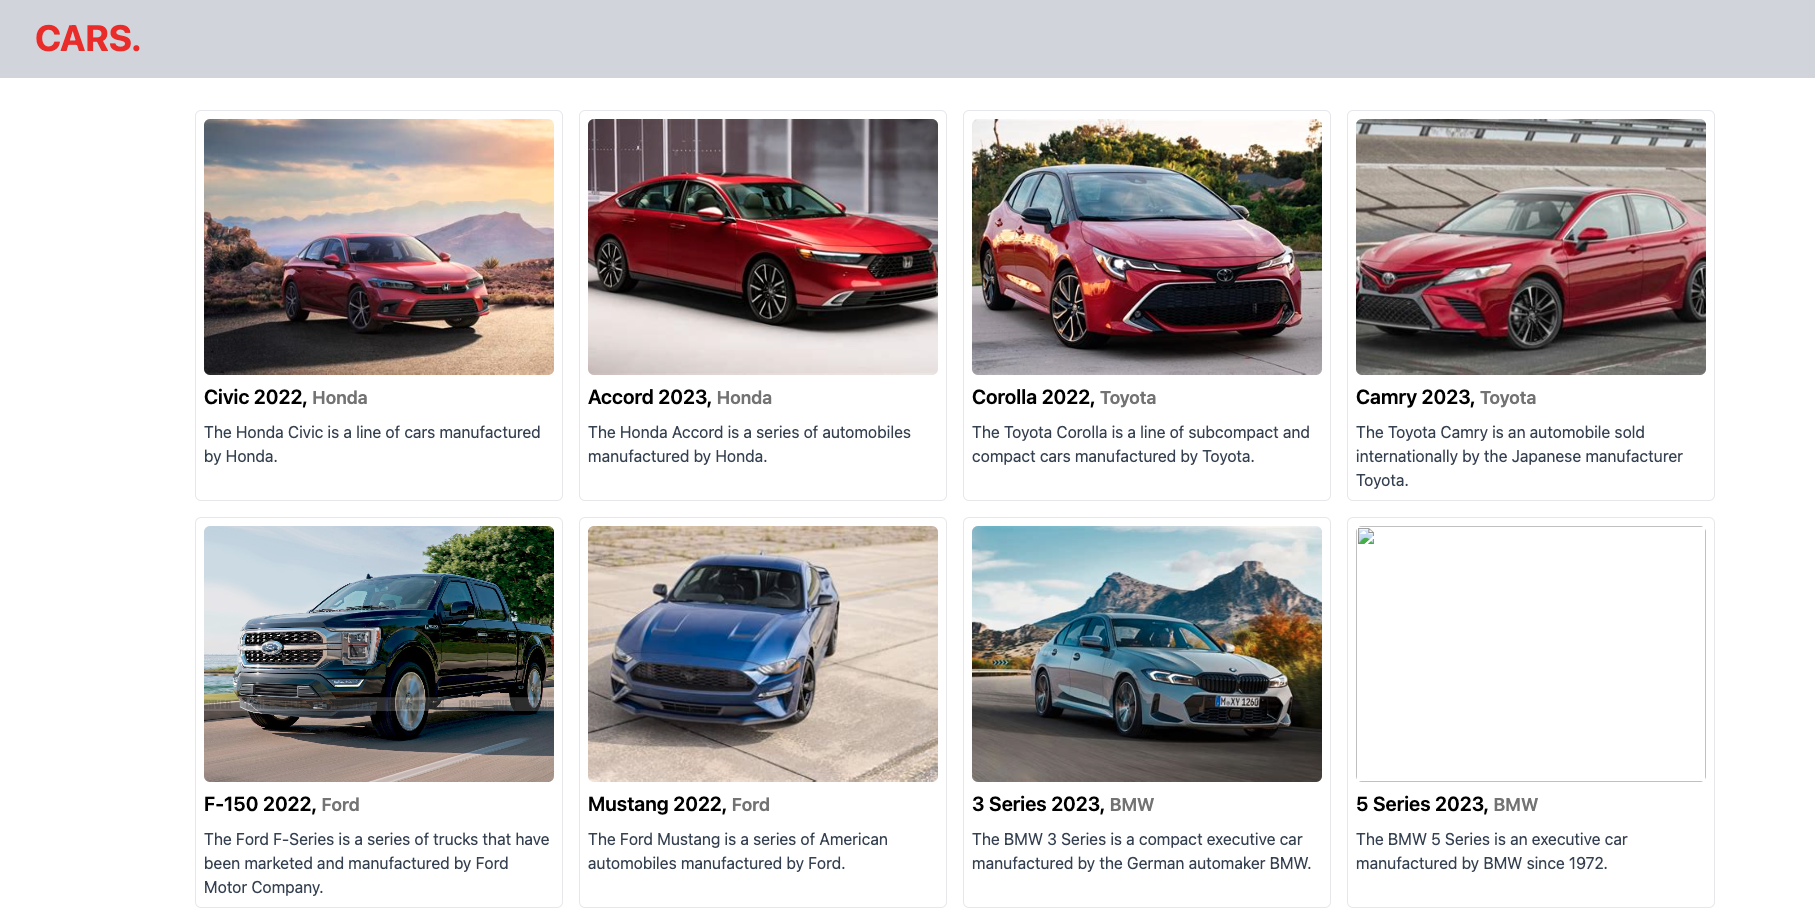 CARS.
Civic 2022, Honda
The Honda Civic is a line of cars manufactured
by Honda.
Accord 2023, Honda
The Honda Accord is a series of automobiles
manufactured by Honda.
Corolla 2022, Toyota
The Toyota Corolla is a line of subcompact and
compact cars manufactured by Toyota.
Camry 2023, Toyota
The Toyota Camry is an automobile sold
internationally by the Japanese manufacturer
Toyota.
M XY 1260
F-150 2022, Ford
The Ford F-Series is a series of trucks that have
been marketed and manufactured by Ford
Motor Company.
Mustang 2022, Ford
The Ford Mustang is a series of American
automobiles manufactured by Ford.
3 Series 2023, BMW
The BMW 3 Series is a compact executive car
manufactured by the German automaker BMW.
5 Series 2023, BMW
The BMW 5 Series is an executive car
manufactured by BMW since 1972.